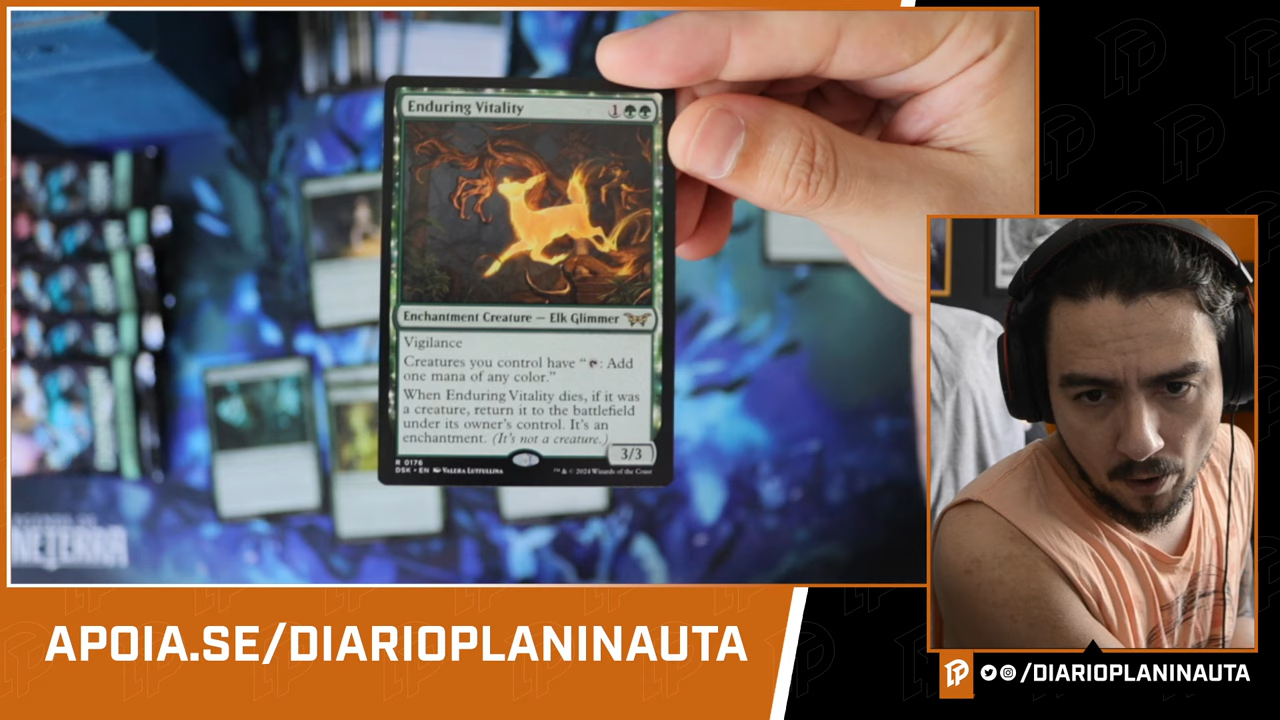 Enduring Vitality 1
Enchantment Creature — Elk Glimmer
Vigilance
Creatures you control have “: Add
one mana of any color.”
When Enduring Vitality dies, if it was
a creature, return it to the battlefield
under its owner’s control. It’s an
enchantment. (It’s not a creature.)
3/3
R 0176
DSK • EN VALERA LUTFULLINA
™ & © 2024 Wizards of the Coast
APOIA.SE/DIARIOPLANINAUTA
/DIARIOPLANINAUTA